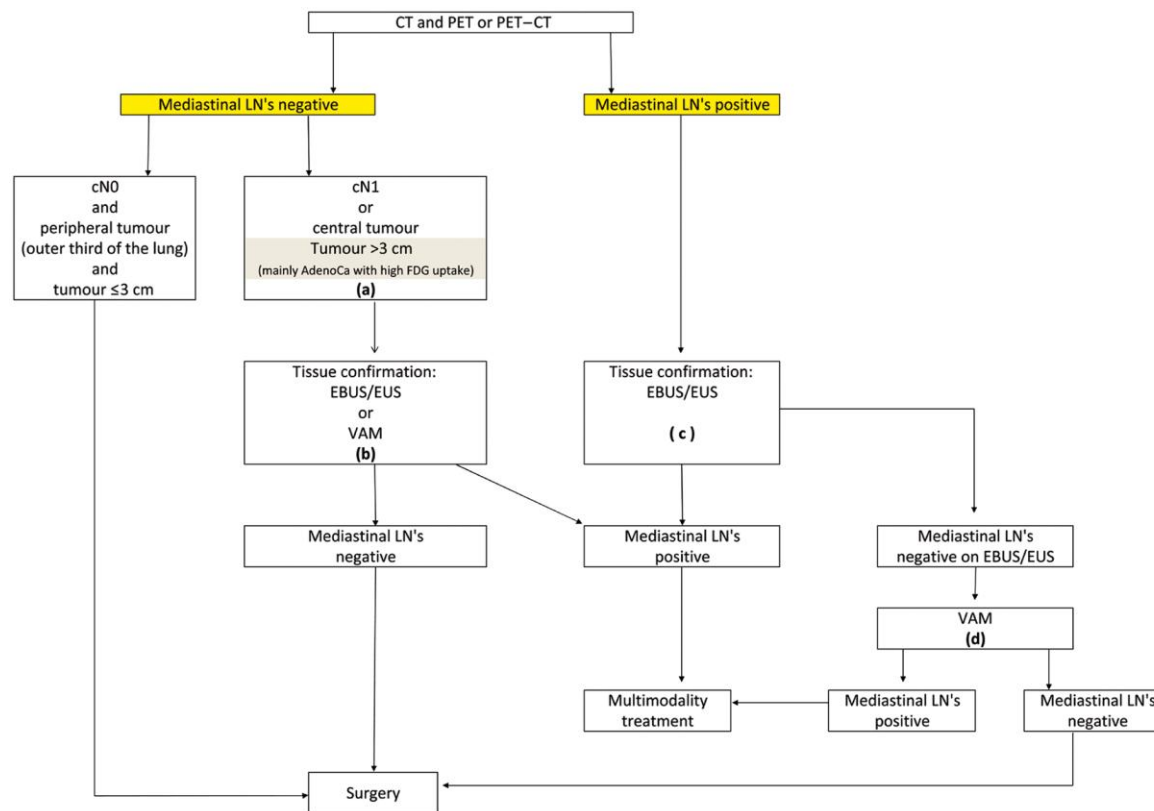 CT and PET or PET–CT
Mediastinal LN's negative
Mediastinal LN's positive
cN0
and
peripheral tumour
(outer third of the lung)
and
tumour ≤3 cm
cN1
or
central tumour
Tumour >3 cm
(mainly AdenoCa with high FDG uptake)
(a)
Tissue confirmation:
EBUS/EUS
or
VAM
(b)
Tissue confirmation:
EBUS/EUS
( c )
Mediastinal LN's
negative
Mediastinal LN's
positive
Mediastinal LN's
negative on EBUS/EUS
VAM
(d)
Multimodality
treatment
Mediastinal LN's
positive
Mediastinal LN's
negative
Surgery